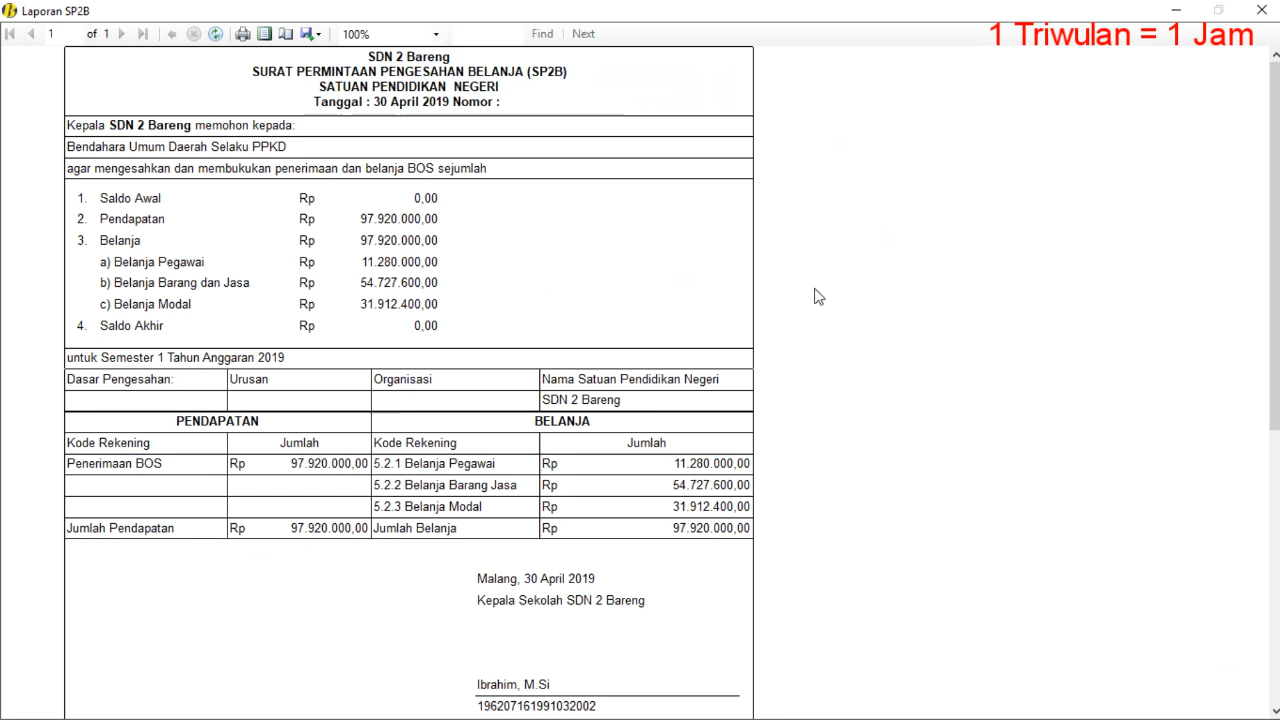 Laporan SP2B
1 of 1 100% Find Next
1 Triwulan = 1 Jam
SDN 2 Bareng
SURAT PERMINTAAN PENGESAHAN BELANJA (SP2B)
SATUAN PENDIDIKAN NEGERI
Tanggal : 30 April 2019 Nomor :
Kepala SDN 2 Bareng memohon kepada:
Bendahara Umum Daerah Selaku PPKD
agar mengesahkan dan membukukan penerimaan dan belanja BOS sejumlah
1. Saldo Awal Rp 0,00
2. Pendapatan Rp 97.920.000,00
3. Belanja Rp 97.920.000,00
a) Belanja Pegawai Rp 11.280.000,00
b) Belanja Barang dan Jasa Rp 54.727.600,00
c) Belanja Modal Rp 31.912.400,00
4. Saldo Akhir Rp 0,00
untuk Semester 1 Tahun Anggaran 2019
Dasar Pengesahan: Urusan Organisasi Nama Satuan Pendidikan Negeri
SDN 2 Bareng
PENDAPATAN BELANJA
Kode Rekening Jumlah Kode Rekening Jumlah
Penerimaan BOS Rp 97.920.000,00 5.2.1 Belanja Pegawai Rp 11.280.000,00
5.2.2 Belanja Barang Jasa Rp 54.727.600,00
5.2.3 Belanja Modal Rp 31.912.400,00
Jumlah Pendapatan Rp 97.920.000,00 Jumlah Belanja Rp 97.920.000,00
Malang, 30 April 2019
Kepala Sekolah SDN 2 Bareng
Ibrahim, M.Si
196207161991032002